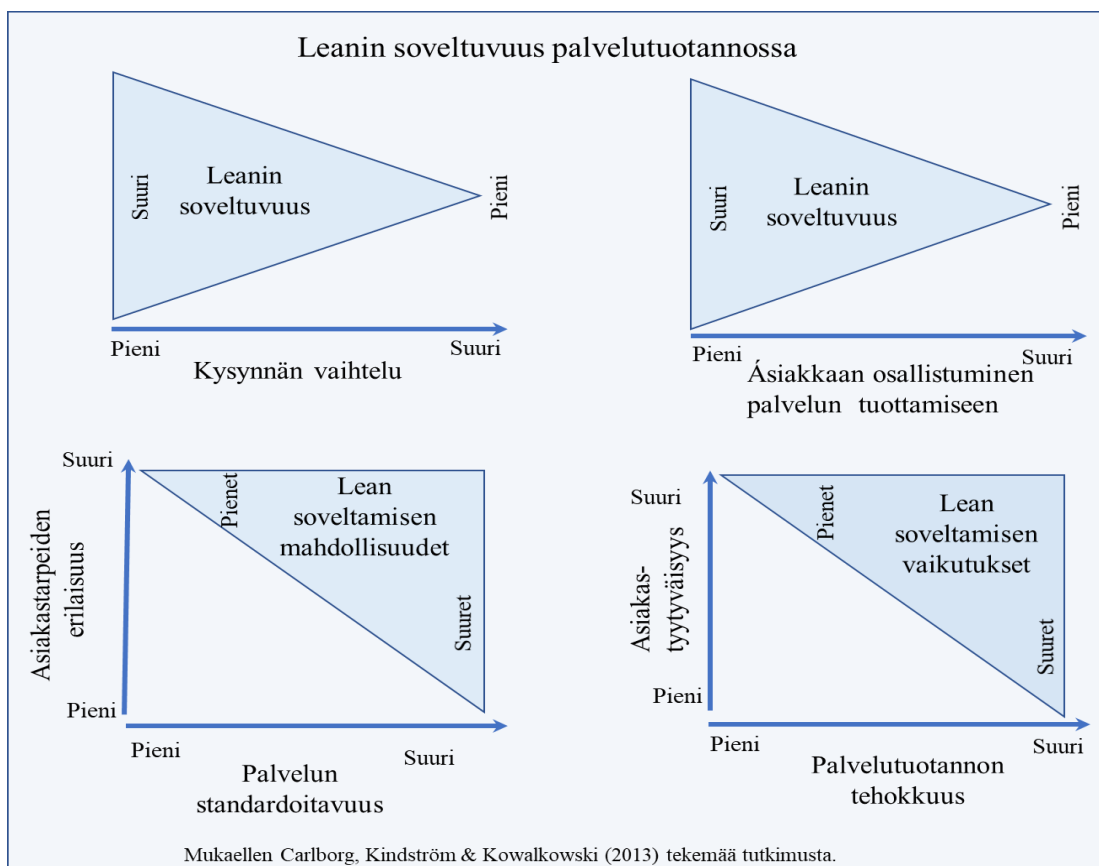 Leanin soveltuvuus palvelutuotannossa
Suuri
Leanin
soveltuvuus
Pieni
Pieni
Suuri
Kysynnän vaihtelu
Suuri
Leanin
soveltuvuus
Pieni
Pieni
Suuri
Ásiakkaan osallistuminen
palvelun tuottamiseen
Suuri
Asiakastarpeiden
erilaisuus
Pieni
Pienet
Lean
soveltamisen
mahdollisuudet
Suuret
Pieni
Suuri
Palvelun
standardoitavuus
Suuri
Asiakas-
tyytyväisyys
Pieni
Pienet
Lean
soveltamisen
vaikutukset
Suuret
Pieni
Suuri
Palvelutuotannon
tehokkuus
Mukaellen Carlborg, Kindström & Kowalkowski (2013) tekemää tutkimusta.